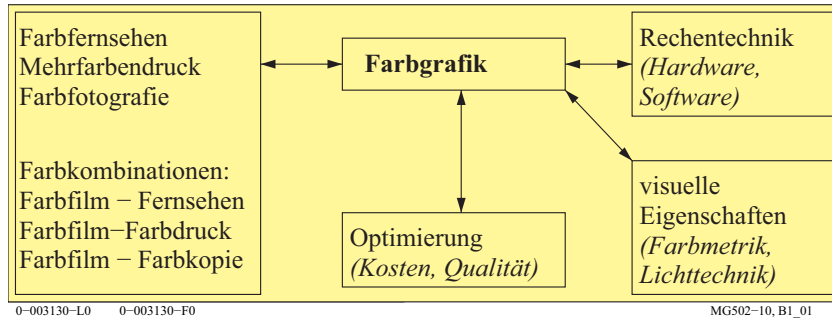 Farbfernsehen
Mehrfarbendruck
Farbfotografie
Farbkombinationen:
Farbfilm − Fernsehen
Farbfilm−Farbdruck
Farbfilm − Farbkopie
Farbgrafik
Optimierung
(Kosten, Qualität)
Rechentechnik
(Hardware,
Software)
visuelle
Eigenschaften
(Farbmetrik,
Lichttechnik)
0−003130−L0 0−003130−F0
MG502−10, B1_01